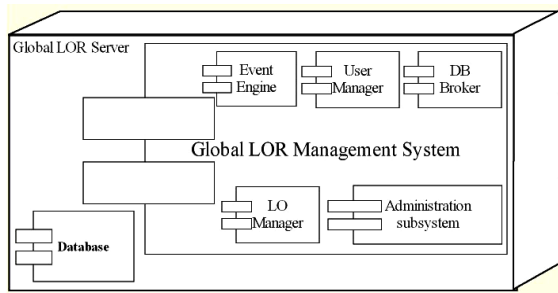 Global LOR Server
Event
Engine
User
Manager
DB
Broker
Global LOR Management System
LO
Manager
Administration
subsystem
Database